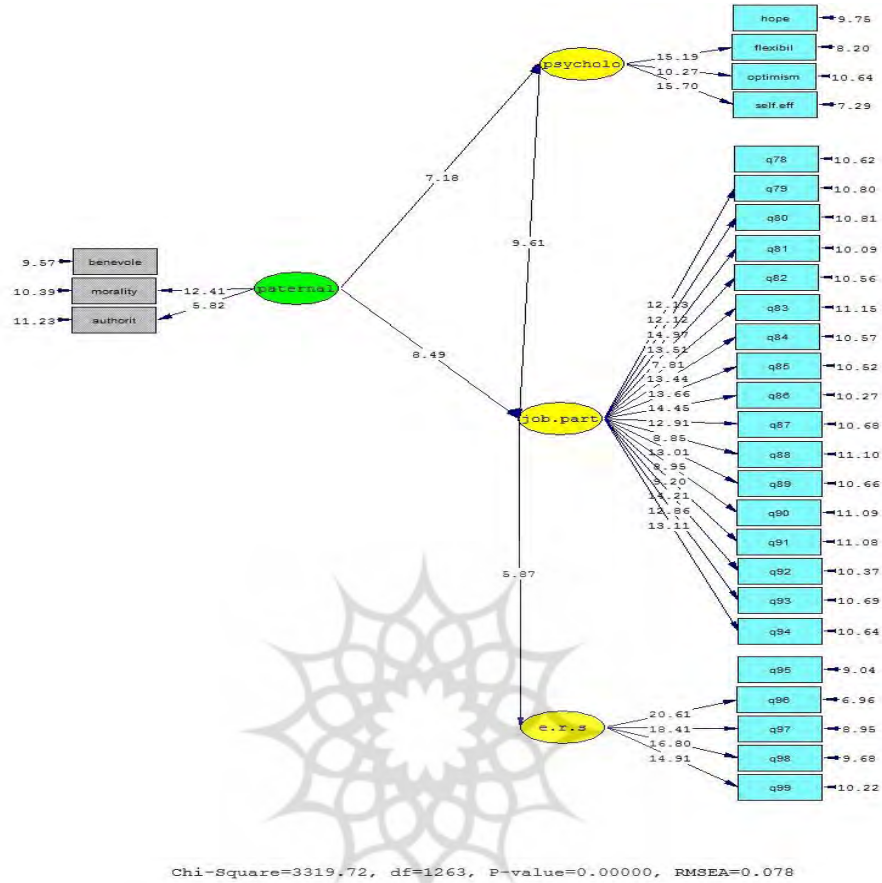 hope 9.75
psycholo 15.19 flexibil 8.20
10.27 optimism 10.64
15.70 self.eff 7.29
q78 10.62
7.18
q79 10.80
q80 10.81
9.61
q81 10.09
9.57 benevole
q82 10.56
10.39 morality 12.41 paternal
5.82
11.23 authorit
12.13 q83 11.15
12.12
14.97 q84 10.57
13.51
8.49
7.81 q85 10.52
13.44
13.66 q86 10.27
14.45
job.part 12.91 q87 10.68
8.85
13.01 q88 11.10
8.95
9.20 q89 10.66
14.21
12.86 q90 11.09
13.11
q91 11.08
q92 10.37
5.87
q93 10.69
q94 10.64
q95 9.04
20.61 q96 6.96
e.r.s 18.41 q97 8.95
16.80 q98 9.68
14.91 q99 10.22
Chi-Square=3319.72, df=1263, P-value=0.00000, RMSEA=0.078